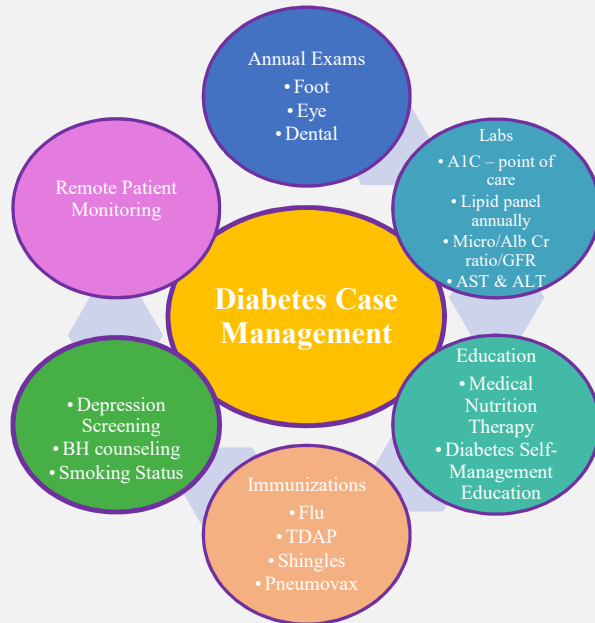 Annual Exams
• Foot
• Eye
• Dental
Labs
• A1C – point of
care
• Lipid panel
annually
• Micro/Alb Cr
ratio/GFR
• AST & ALT
Education
• Medical
Nutrition
Therapy
• Diabetes Self-
Management
Education
Immunizations
• Flu
• TDAP
• Shingles
• Pneumovax
• Depression
Screening
• BH counseling
• Smoking Status
Remote Patient
Monitoring
Diabetes Case
Management